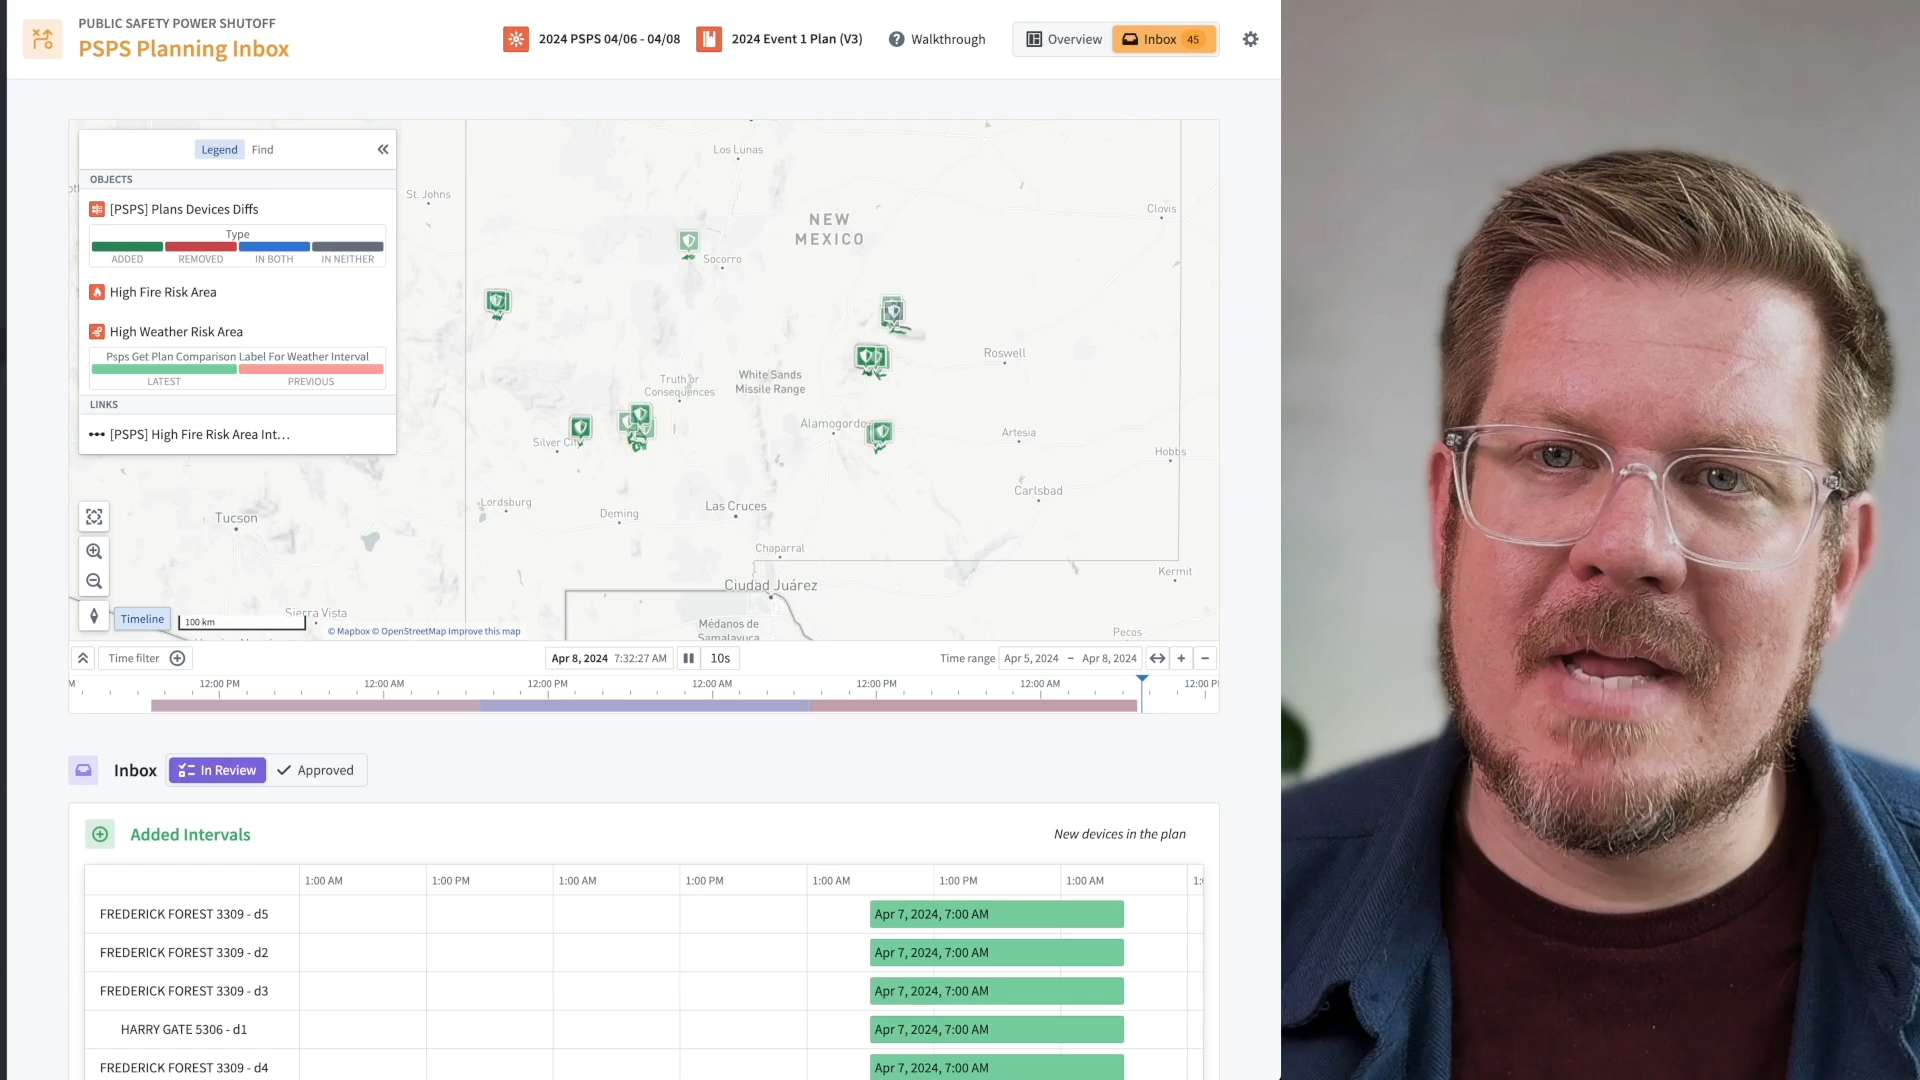 PUBLIC SAFETY POWER SHUTOFF
PSPS Planning Inbox
2024 PSPS 04/06 - 04/08
2024 Event 1 Plan (V3)
Walkthrough
Overview
Inbox 45
Legend Find
OBJECTS
[PSPS] Plans Devices Diffs
Type
ADDED REMOVED IN BOTH IN NEITHER
High Fire Risk Area
High Weather Risk Area
Psps Get Plan Comparison Label For Weather Interval
LATEST PREVIOUS
LINKS
[PSPS] High Fire Risk Area Int...
Los Lunas
St. Johns
Clovis
NEW
MEXICO
Socorro
Roswell
White Sands
Missile Range
Truth or
Consequences
Alamogordo
Artesia
Silver City
Hobbs
Carlsbad
Lordsburg
Las Cruces
Deming
Tucson
Chaparral
Kermit
Ciudad Juárez
Sierra Vista
Médanos de
Samalayuca
Pecos
Timeline
100 km
© Mapbox © OpenStreetMap Improve this map
Time filter
Apr 8, 2024 7:32:27 AM
10s
Time range Apr 5, 2024 – Apr 8, 2024
12:00 PM 12:00 AM 12:00 PM 12:00 AM 12:00 PM 12:00 AM 12:00 P
Inbox
In Review
Approved
Added Intervals
New devices in the plan
1:00 AM 1:00 PM 1:00 AM 1:00 PM 1:00 AM 1:00 PM 1:00 AM 1:
FREDERICK FOREST 3309 - d5 Apr 7, 2024, 7:00 AM
FREDERICK FOREST 3309 - d2 Apr 7, 2024, 7:00 AM
FREDERICK FOREST 3309 - d3 Apr 7, 2024, 7:00 AM
HARRY GATE 5306 - d1 Apr 7, 2024, 7:00 AM
FREDERICK FOREST 3309 - d4 Apr 7, 2024, 7:00 AM